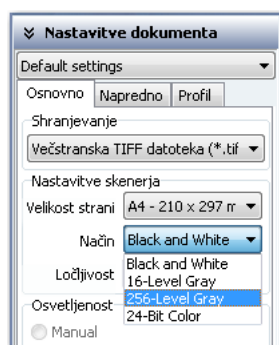 Nastavitve dokumenta
Default settings
Osnovno Napredno Profil
Shranjevanje
Večstranska TIFF datoteka (*.tif
Nastavitve skenerja
Velikost strani A4 - 210 x 297 m
Način Black and White
Black and White
16-Level Gray
Ločljivost
256-Level Gray
24-Bit Color
Osvetljenost
Manual